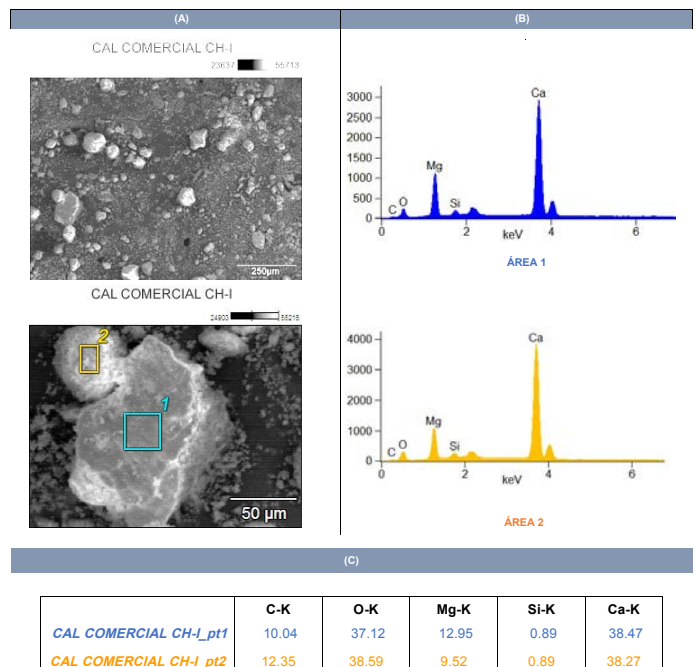 (A)
(B)
CAL COMERCIAL CH-I
23637 55713
250µm
CAL COMERCIAL CH-I
24903 55218
2
1
50 µm
3000
2500
2000
1500
1000
500
0
C O Mg Si Ca
0 2 4 6
keV
ÁREA 1
4000
3000
2000
1000
0
C O Mg Si Ca
0 2 4 6
keV
ÁREA 2
(C)
C-K O-K Mg-K Si-K Ca-K
CAL COMERCIAL CH-I_pt1 10.04 37.12 12.95 0.89 38.47
CAL COMERCIAL CH-I_pt2 12.35 38.59 9.52 0.89 38.27